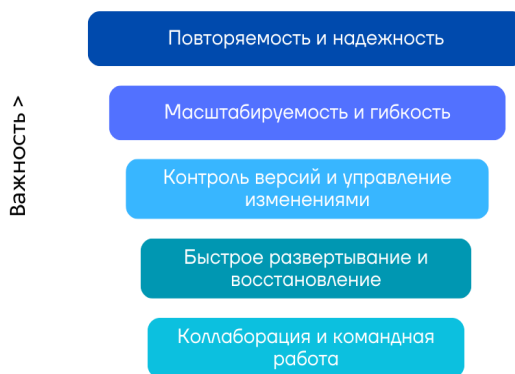 Повторяемость и надежность
Масштабируемость и гибкость
Контроль версий и управление
изменениями
Быстрое развертывание и
восстановление
Коллаборация и командная
работа
Важность >